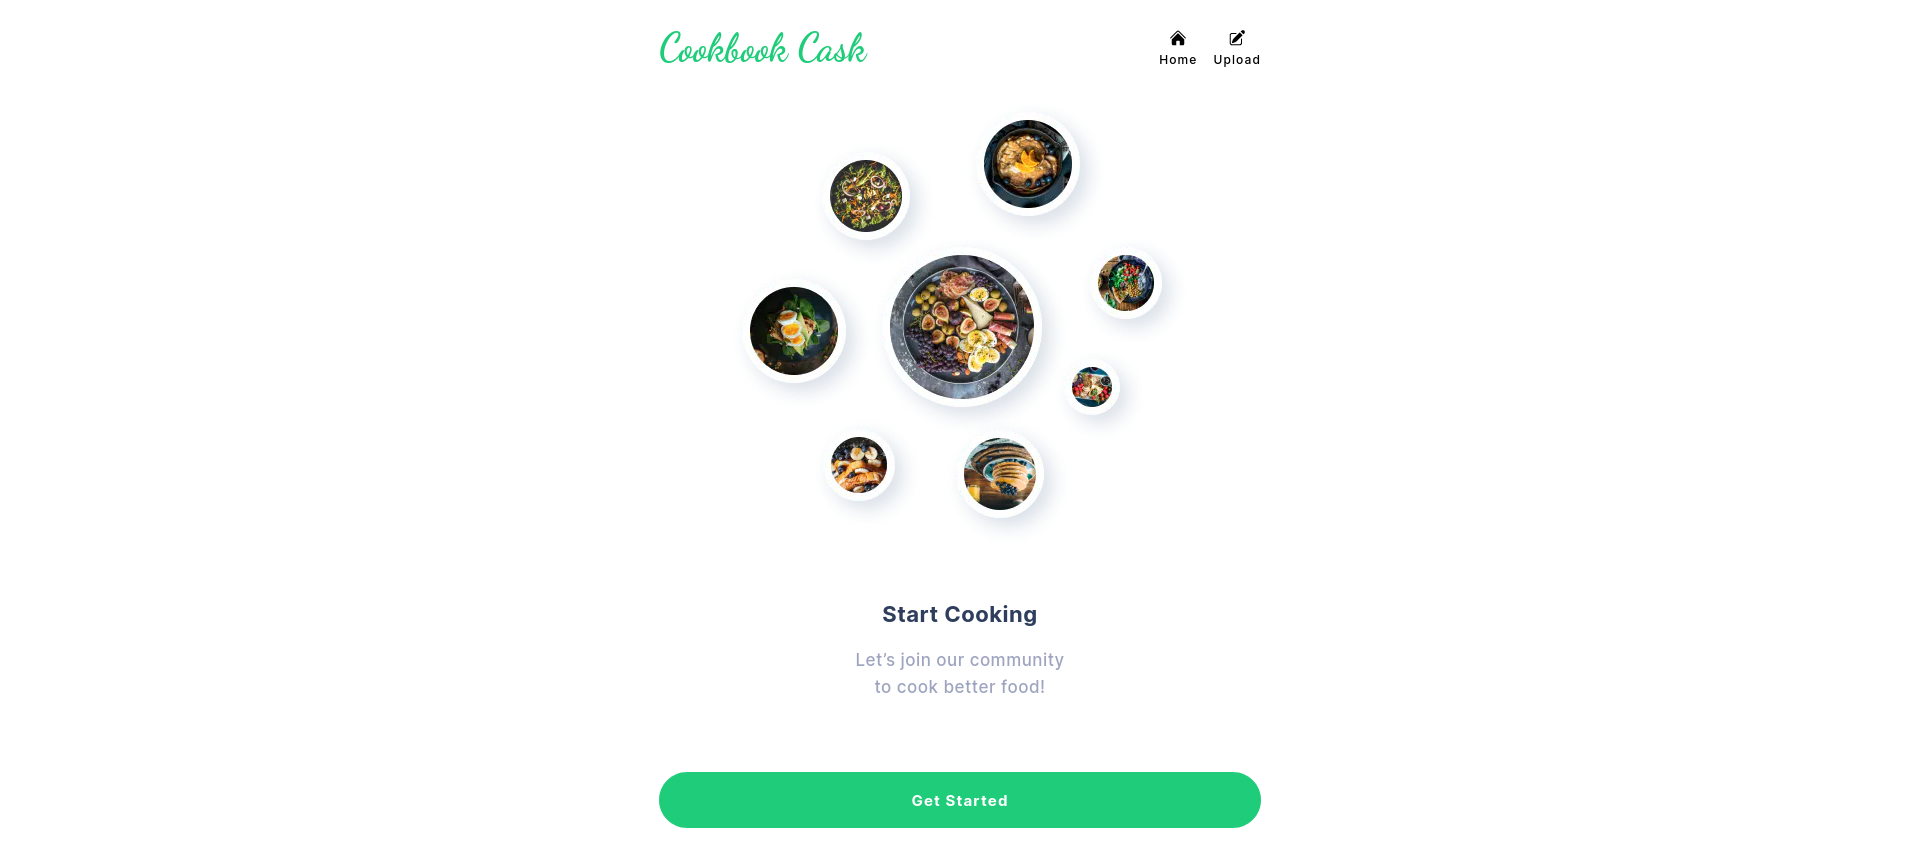 Cookbook Cask
Home
Upload
Start Cooking
Let’s join our community
to cook better food!
Get Started